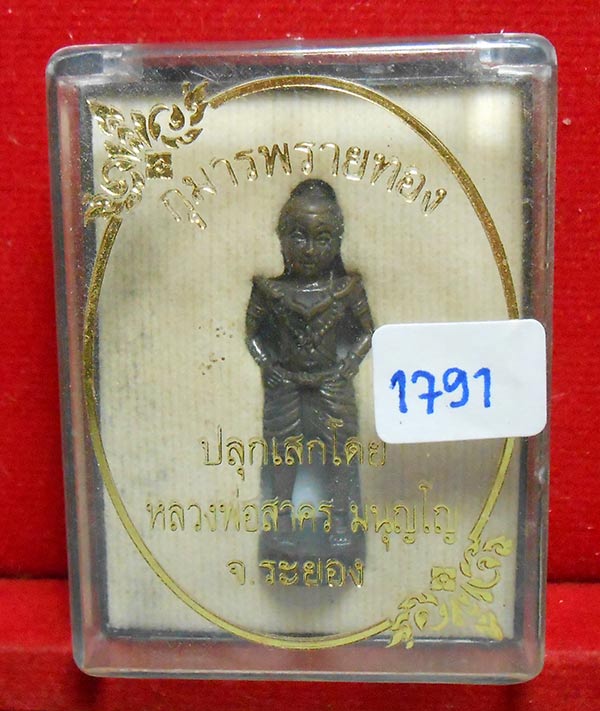 กุมารพรายทอง
1791
ปลุกเสกโดย
หลวงพ่อสาคร มนุญโญ
จ.ระยอง